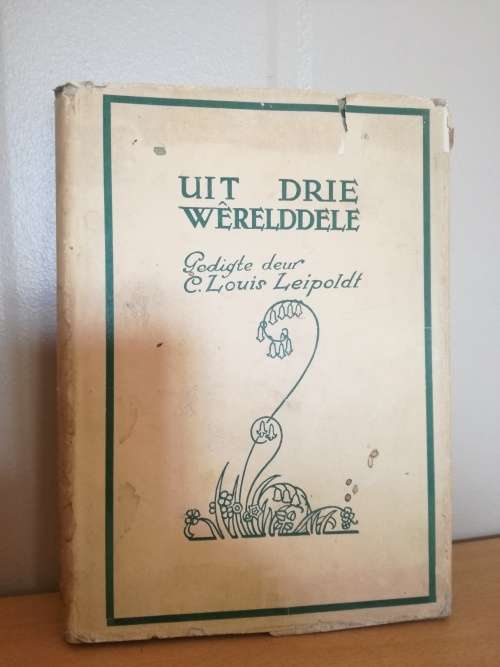 UIT DRIE
WÊRELDDELE
Gedigte deur
C. Louis Leipoldt